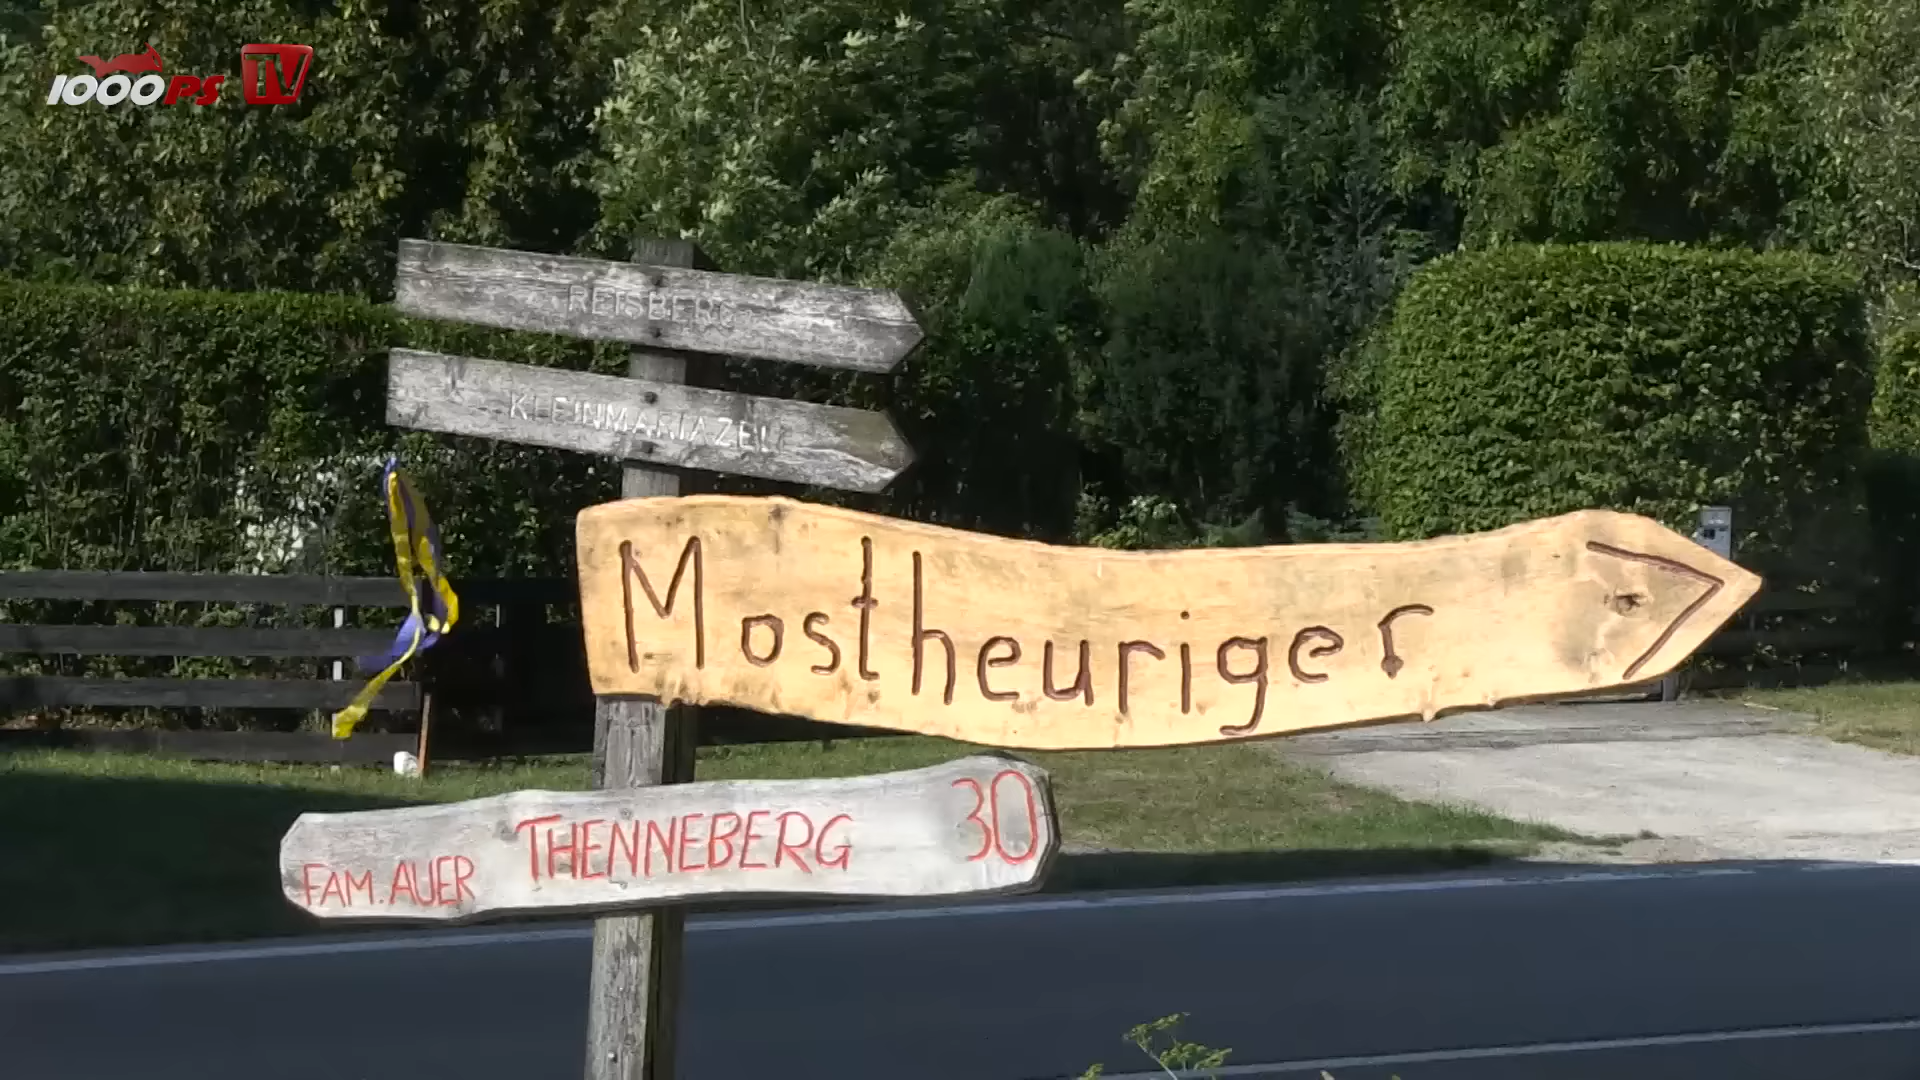 1000PS TV
REISBERG
KLEINMARIAZELL
Mostheuriger >
FAM. AUER THENNEBERG 30